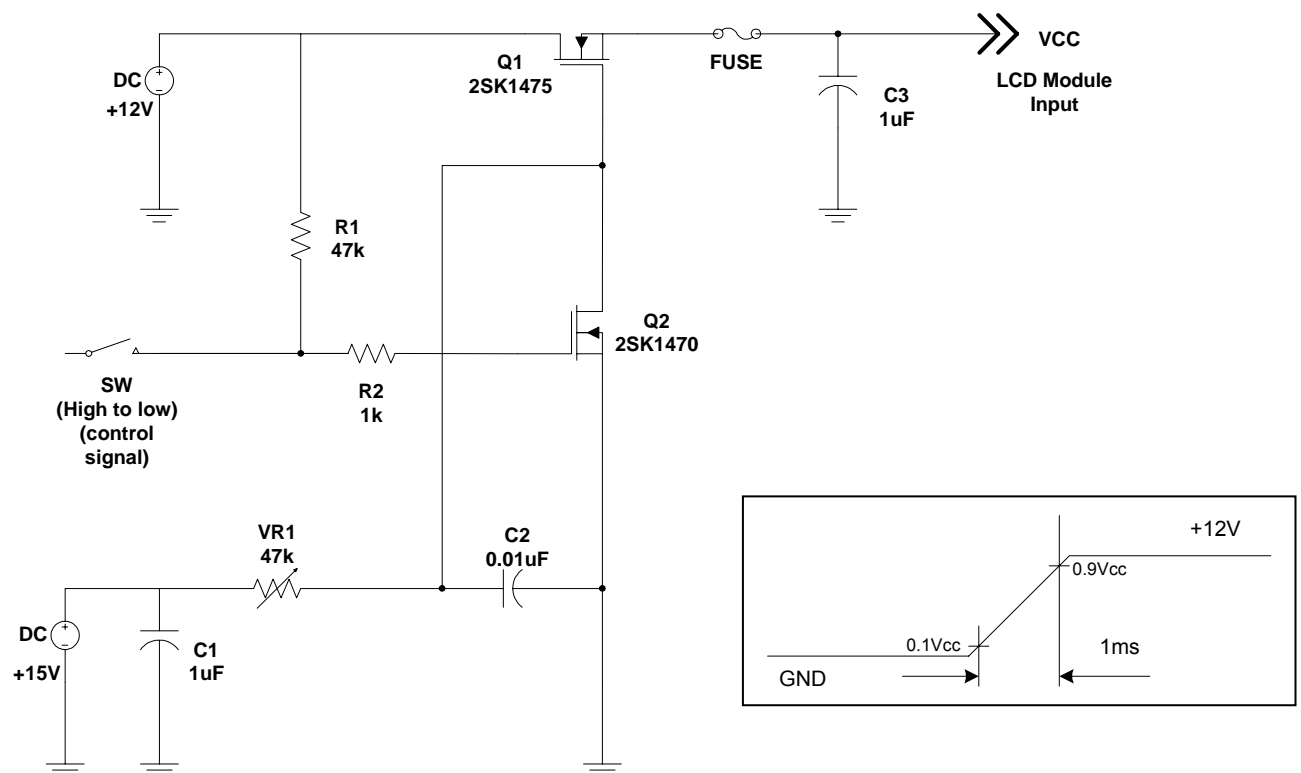 DC
+12V
Q1
2SK1475
FUSE
VCC
LCD Module
Input
C3
1uF
R1
47k
SW
(High to low)
(control
signal)
R2
1k
Q2
2SK1470
VR1
47k
C2
0.01uF
DC
+15V
C1
1uF
+12V
0.9Vcc
0.1Vcc
1ms
GND